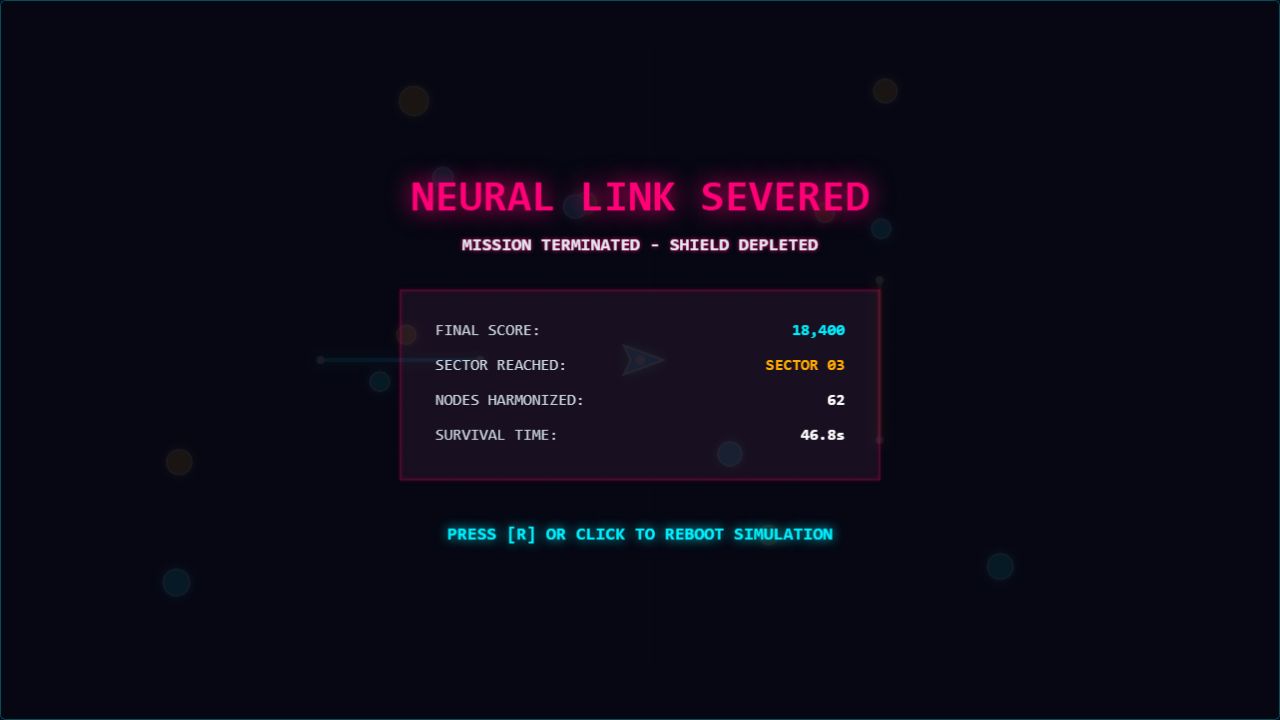 NEURAL LINK SEVERED
MISSION TERMINATED - SHIELD DEPLETED
FINAL SCORE: 18,400
SECTOR REACHED: SECTOR 03
NODES HARMONIZED: 62
SURVIVAL TIME: 46.8s
PRESS [R] OR CLICK TO REBOOT SIMULATION